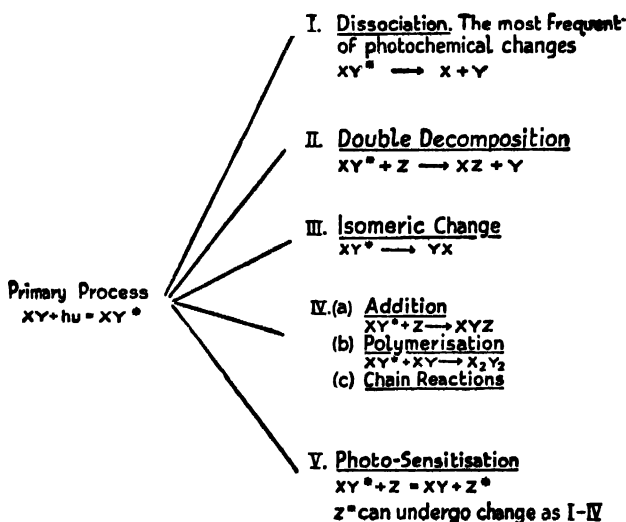 I. Dissociation. The most Frequent
of photochemical changes
XY* ⟶ X + Y
II. Double Decomposition
XY* + Z ⟶ XZ + Y
III. Isomeric Change
XY* ⟶ YX
Primary Process
XY + hν = XY*
IV. (a) Addition
XY* + Z ⟶ XYZ
(b) Polymerisation
XY* + XY ⟶ X₂Y₂
(c) Chain Reactions
V. Photo-Sensitisation
XY* + Z = XY + Z*
Z* can undergo change as I-IV